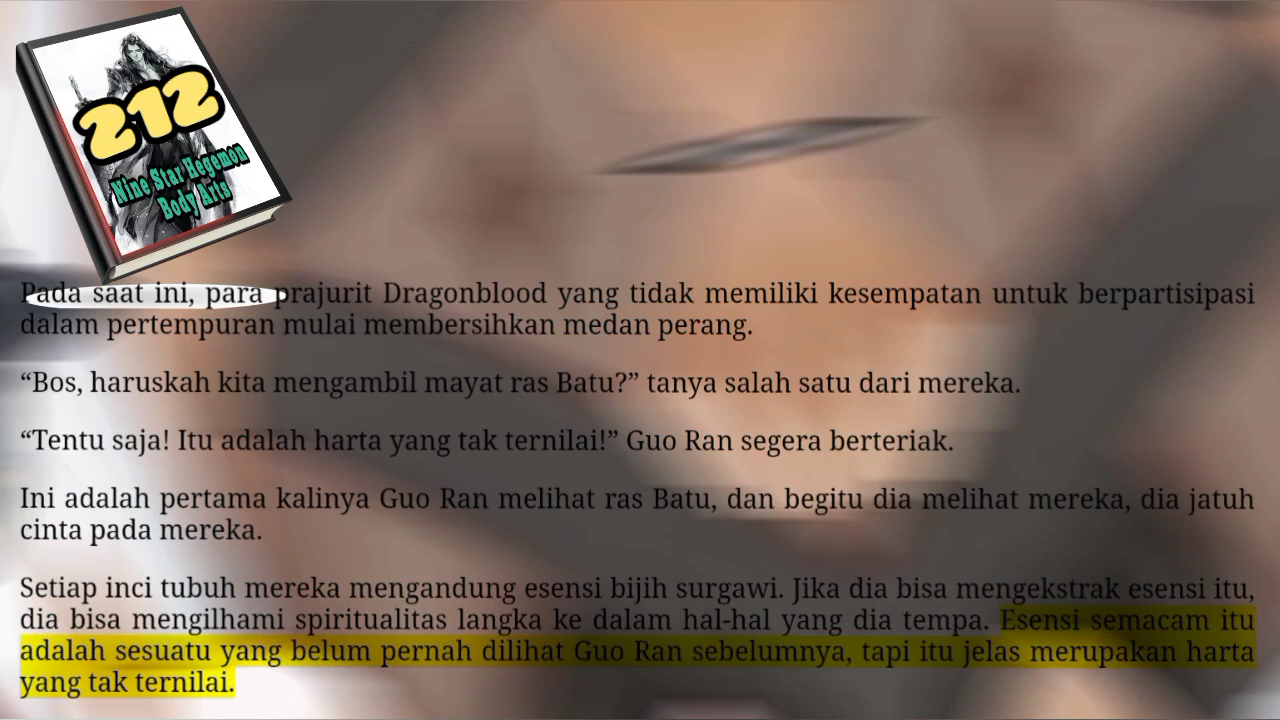 212
Nine Star Hegemon
Body Arts
Pada saat ini, para prajurit Dragonblood yang tidak memiliki kesempatan untuk berpartisipasi
dalam pertempuran mulai membersihkan medan perang.
“Bos, haruskah kita mengambil mayat ras Batu?” tanya salah satu dari mereka.
“Tentu saja! Itu adalah harta yang tak ternilai!” Guo Ran segera berteriak.
Ini adalah pertama kalinya Guo Ran melihat ras Batu, dan begitu dia melihat mereka, dia jatuh
cinta pada mereka.
Setiap inci tubuh mereka mengandung esensi bijih surgawi. Jika dia bisa mengekstrak esensi itu,
dia bisa mengilhami spiritualitas langka ke dalam hal-hal yang dia tempa. Esensi semacam itu
adalah sesuatu yang belum pernah dilihat Guo Ran sebelumnya, tapi itu jelas merupakan harta
yang tak ternilai.